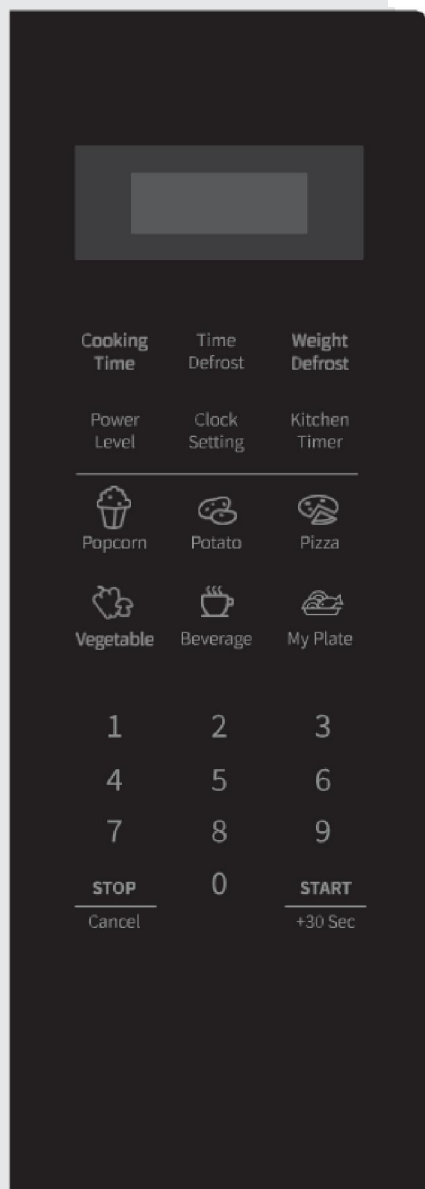 Cooking Time
Time Defrost
Weight Defrost
Power Level
Clock Setting
Kitchen Timer
Popcorn
Potato
Pizza
Vegetable
Beverage
My Plate
1 2 3
4 5 6
7 8 9
STOP
0
START
Cancel
+30 Sec